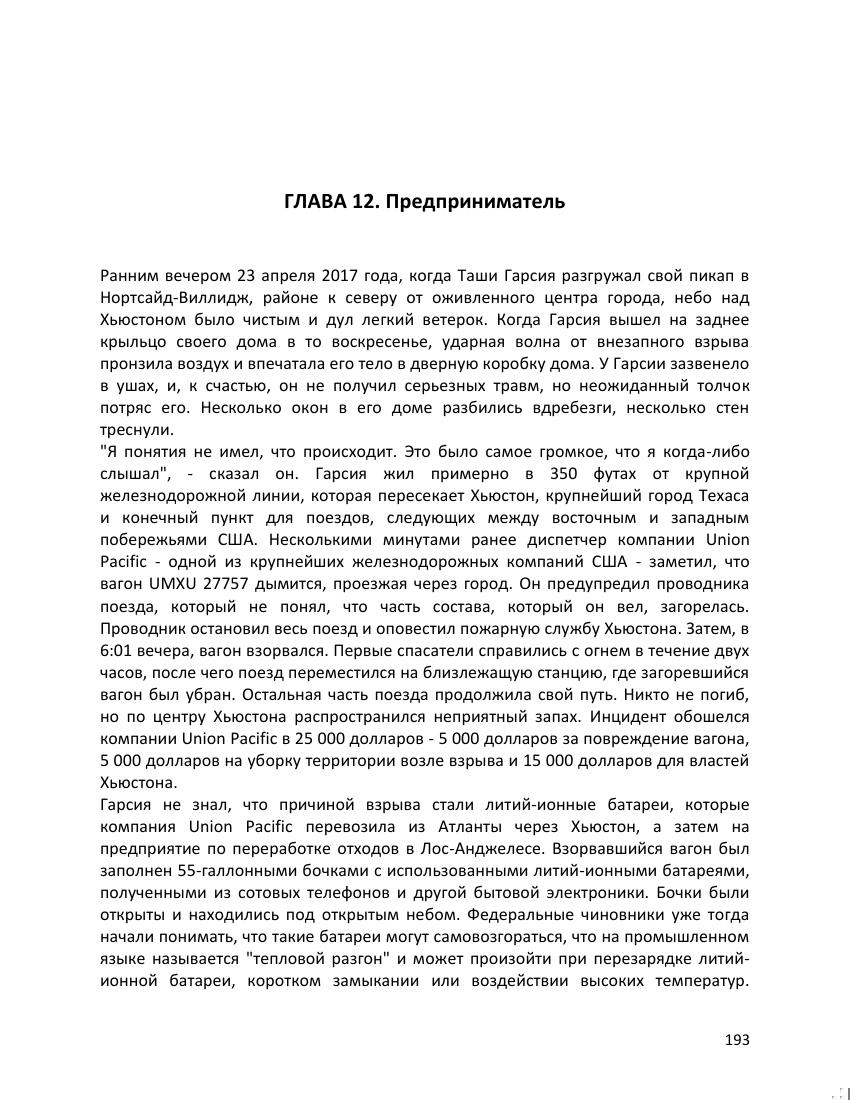 ГЛАВА 12. Предприниматель
Ранним вечером 23 апреля 2017 года, когда Таши Гарсия разгружал свой пикап в
Нортсайд-Виллидж, районе к северу от оживленного центра города, небо над
Хьюстоном было чистым и дул легкий ветерок. Когда Гарсия вышел на заднее
крыльцо своего дома в то воскресенье, ударная волна от внезапного взрыва
пронзила воздух и впечатала его тело в дверную коробку дома. У Гарсии зазвенело
в ушах, и, к счастью, он не получил серьезных травм, но неожиданный толчок
потряс его. Несколько окон в его доме разбились вдребезги, несколько стен
треснули.
"Я понятия не имел, что происходит. Это было самое громкое, что я когда-либо
слышал", - сказал он. Гарсия жил примерно в 350 футах от крупной
железнодорожной линии, которая пересекает Хьюстон, крупнейший город Техаса
и конечный пункт для поездов, следующих между восточным и западным
побережьями США. Несколькими минутами ранее диспетчер компании Union
Pacific - одной из крупнейших железнодорожных компаний США - заметил, что
вагон UMXU 27757 дымится, проезжая через город. Он предупредил проводника
поезда, который не понял, что часть состава, который он вел, загорелась.
Проводник остановил весь поезд и оповестил пожарную службу Хьюстона. Затем, в
6:01 вечера, вагон взорвался. Первые спасатели справились с огнем в течение двух
часов, после чего поезд переместился на близлежащую станцию, где загоревшийся
вагон был убран. Остальная часть поезда продолжила свой путь. Никто не погиб,
но по центру Хьюстона распространился неприятный запах. Инцидент обошелся
компании Union Pacific в 25 000 долларов - 5 000 долларов за повреждение вагона,
5 000 долларов на уборку территории возле взрыва и 15 000 долларов для властей
Хьюстона.
Гарсия не знал, что причиной взрыва стали литий-ионные батареи, которые
компания Union Pacific перевозила из Атланты через Хьюстон, а затем на
предприятие по переработке отходов в Лос-Анджелесе. Взорвавшийся вагон был
заполнен 55-галлонными бочками с использованными литий-ионными батареями,
полученными из сотовых телефонов и другой бытовой электроники. Бочки были
открыты и находились под открытым небом. Федеральные чиновники уже тогда
начали понимать, что такие батареи могут самовозгораться, что на промышленном
языке называется "тепловой разгон" и может произойти при перезарядке литий-
ионной батареи, коротком замыкании или воздействии высоких температур.
193